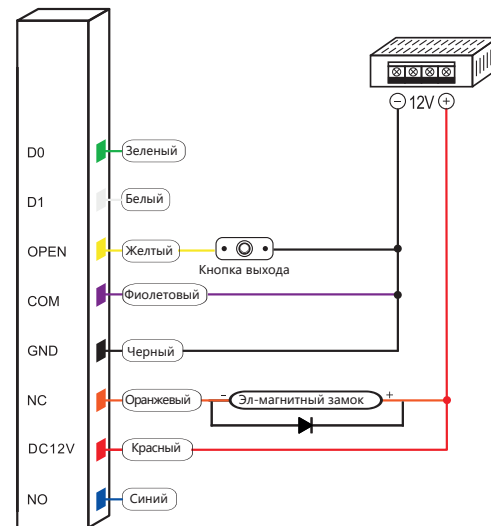 − 12V +
D0 Зеленый
D1 Белый
OPEN Желтый
Кнопка выхода
COM Фиолетовый
GND Черный
NC Оранжевый − Эл-магнитный замок +
DC12V Красный
NO Синий